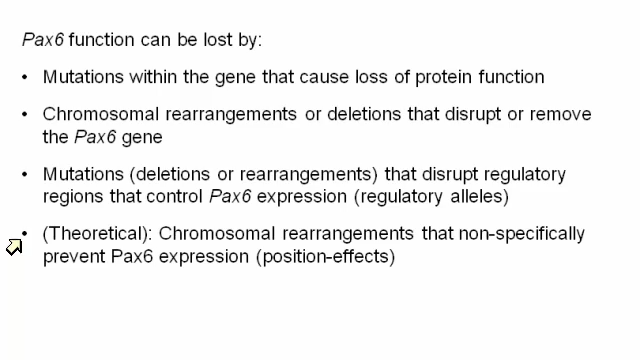 Pax6 function can be lost by:
• Mutations within the gene that cause loss of protein function
• Chromosomal rearrangements or deletions that disrupt or remove
the Pax6 gene
• Mutations (deletions or rearrangements) that disrupt regulatory
regions that control Pax6 expression (regulatory alleles)
• (Theoretical): Chromosomal rearrangements that non-specifically
prevent Pax6 expression (position-effects)